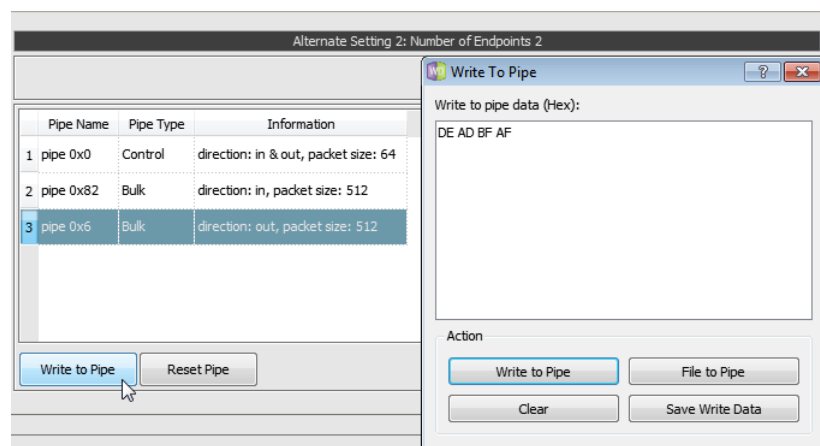 Alternate Setting 2: Number of Endpoints 2
Pipe Name Pipe Type Information
1 pipe 0x0 Control direction: in & out, packet size: 64
2 pipe 0x82 Bulk direction: in, packet size: 512
3 pipe 0x6 Bulk direction: out, packet size: 512
Write to Pipe Reset Pipe
WD Write To Pipe ?
Write to pipe data (Hex):
DE AD BF AF
Action
Write to Pipe File to Pipe
Clear Save Write Data